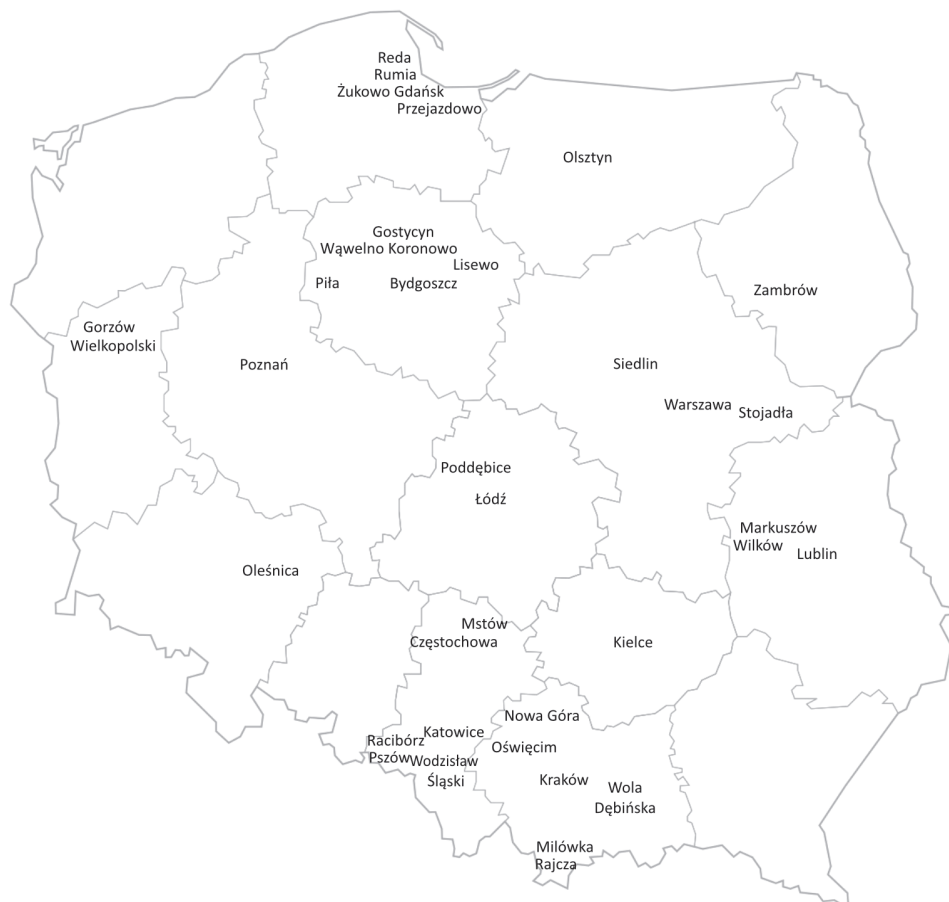 Reda
Rumia
Żukowo Gdańsk
Przejazdowo
Olsztyn
Gostycyn
Wąwelno Koronowo
Lisewo
Piła
Bydgoszcz
Zambrów
Gorzów
Wielkopolski
Poznań
Siedlin
Warszawa
Stojadła
Poddębice
Łódź
Markuszów
Wilków
Lublin
Oleśnica
Mstów
Częstochowa
Kielce
Nowa Góra
Katowice
Racibórz
Oświęcim
Pszów
Wodzisław
Śląski
Kraków
Wola
Dębińska
Milówka
Rajcza